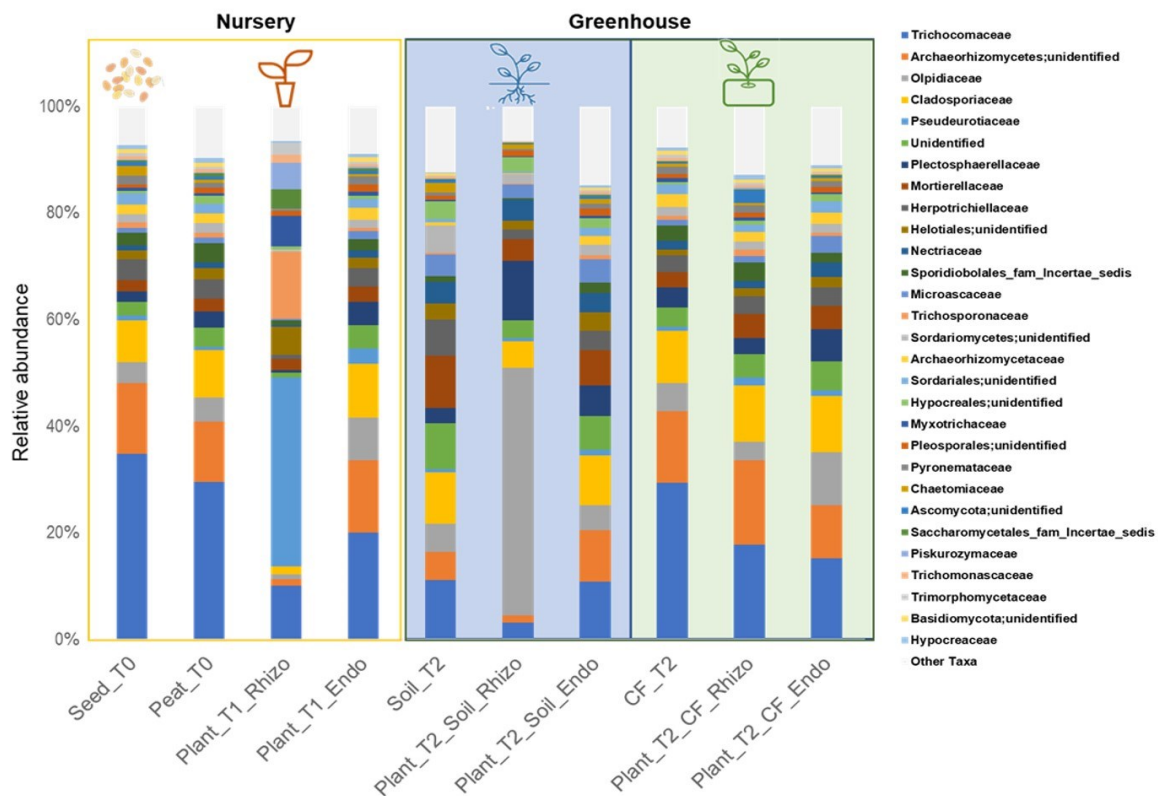 Nursery
Greenhouse
100%
80%
60%
40%
20%
0%
Relative abundance
Seed_T0
Peat_T0
Plant_T1_Rhizo
Plant_T1_Endo
Soil_T2
Plant_T2_Soil_Rhizo
Plant_T2_Soil_Endo
CF_T2
Plant_T2_CF_Rhizo
Plant_T2_CF_Endo
Trichocomaceae
Archaeorhizomycetes;unidentified
Olpidiaceae
Cladosporiaceae
Pseudeurotiaceae
Unidentified
Plectosphaerellaceae
Mortierellaceae
Herpotrichiellaceae
Helotiales;unidentified
Nectriaceae
Sporidiobolales_fam_Incertae_sedis
Microascaceae
Trichosporonaceae
Sordariomycetes;unidentified
Archaeorhizomycetaceae
Sordariales;unidentified
Hypocreales;unidentified
Myxotrichaceae
Pleosporales;unidentified
Pyronemataceae
Chaetomiaceae
Ascomycota;unidentified
Saccharomycetales_fam_Incertae_sedis
Piskurozymaceae
Trichomonascaceae
Trimorphomycetaceae
Basidiomycota;unidentified
Hypocreaceae
Other Taxa